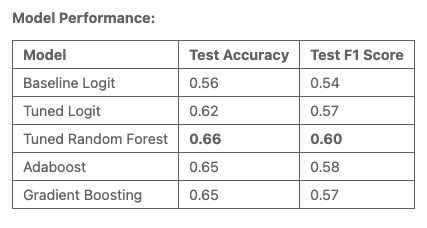 Model Performance:
Model Test Accuracy Test F1 Score
Baseline Logit 0.56 0.54
Tuned Logit 0.62 0.57
Tuned Random Forest 0.66 0.60
Adaboost 0.65 0.58
Gradient Boosting 0.65 0.57